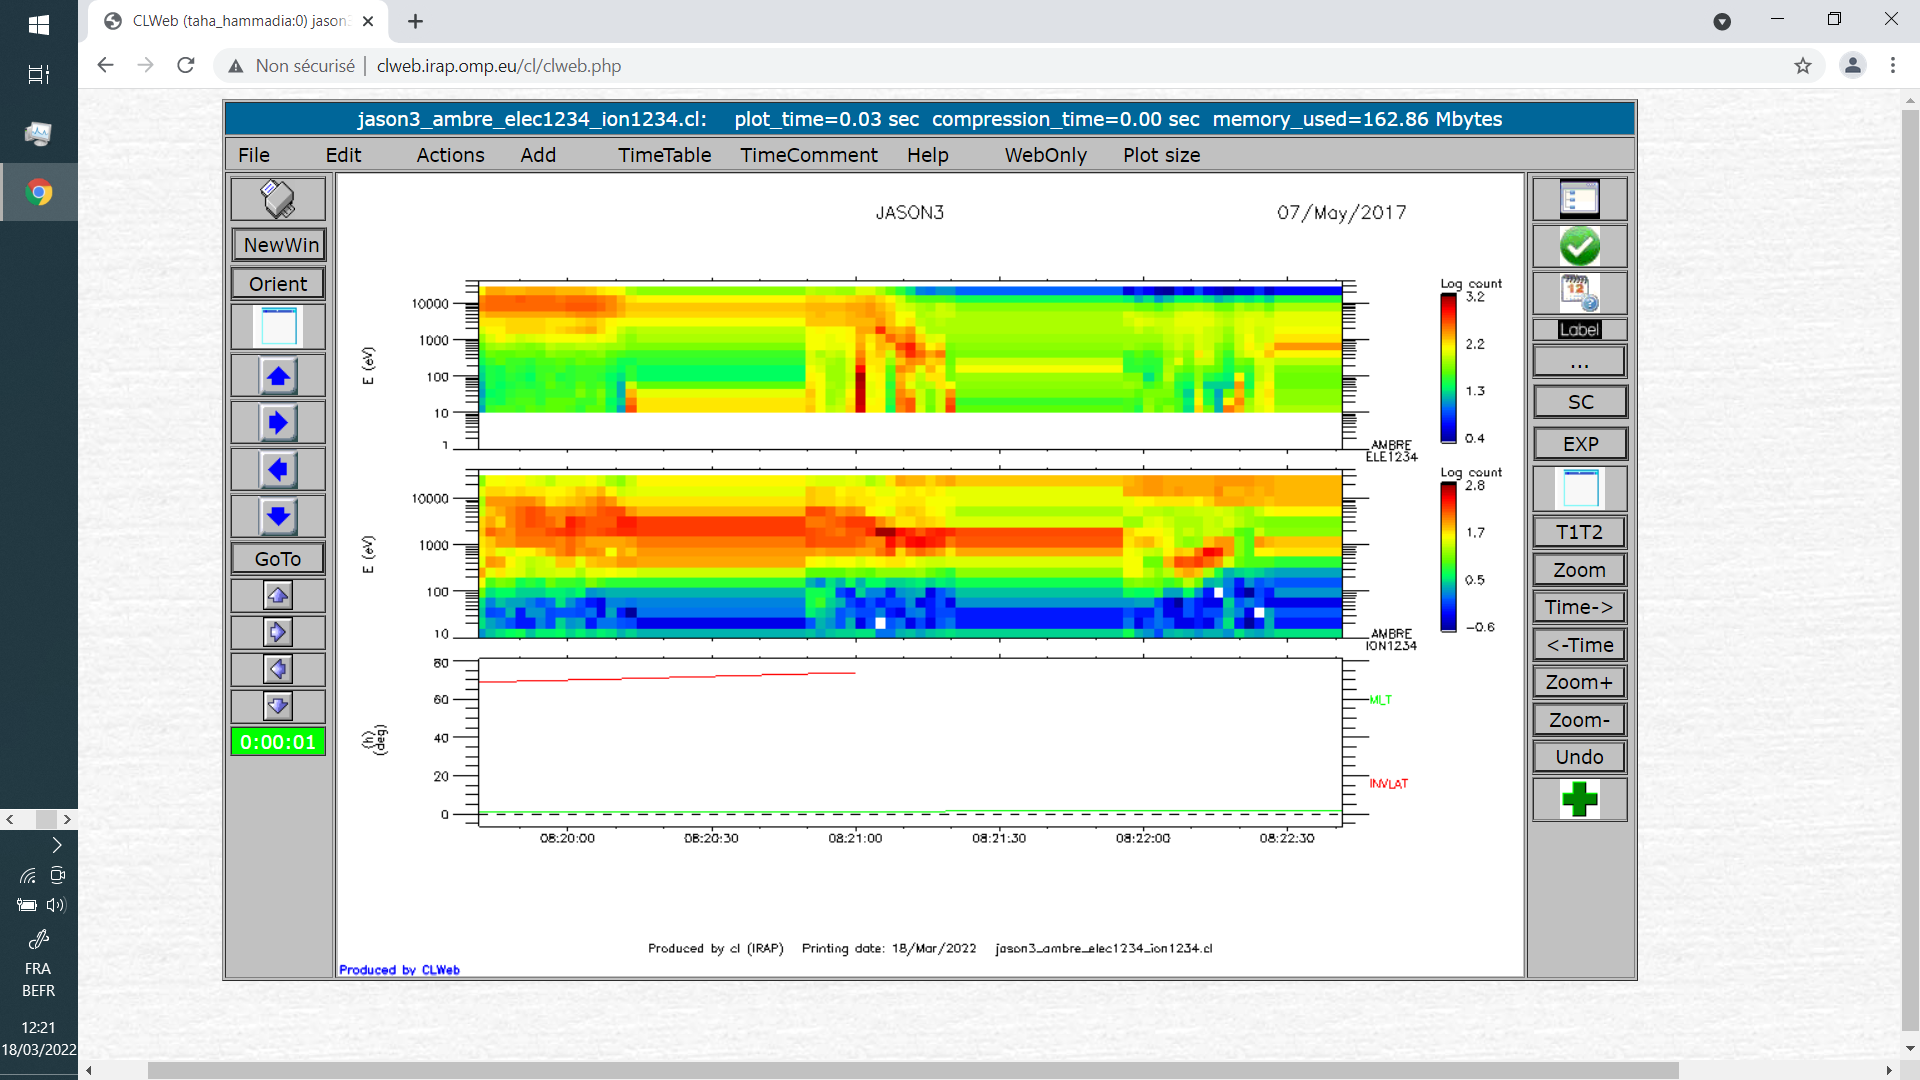 CLWeb (taha_hammadia:0) jason3
Non sécurisé | clweb.irap.omp.eu/cl/clweb.php
jason3_ambre_elec1234_ion1234.cl: plot_time=0.03 sec compression_time=0.00 sec memory_used=162.86 Mbytes
File Edit Actions Add TimeTable TimeComment Help WebOnly Plot size
NewWin
Orient
GoTo
0:00:01
JASON3 07/May/2017
Log count
3.2
2.2
1.3
0.4
E (eV)
10000
1000
100
10
1
AMBRE
ELE1234
Log count
2.8
1.7
0.5
-0.6
E (eV)
10000
1000
100
10
AMBRE
ION1234
80
60
40
20
0
(h)
(deg)
MLT
INVLAT
08:20:00 08:20:30 08:21:00 08:21:30 08:22:00 08:22:30
Produced by cl (IRAP) Printing date: 18/Mar/2022 jason3_ambre_elec1234_ion1234.cl
Produced by CLWeb
12
Label
...
SC
EXP
T1T2
Zoom
Time->
<-Time
Zoom+
Zoom-
Undo
FRA
BEFR
12:21
18/03/2022